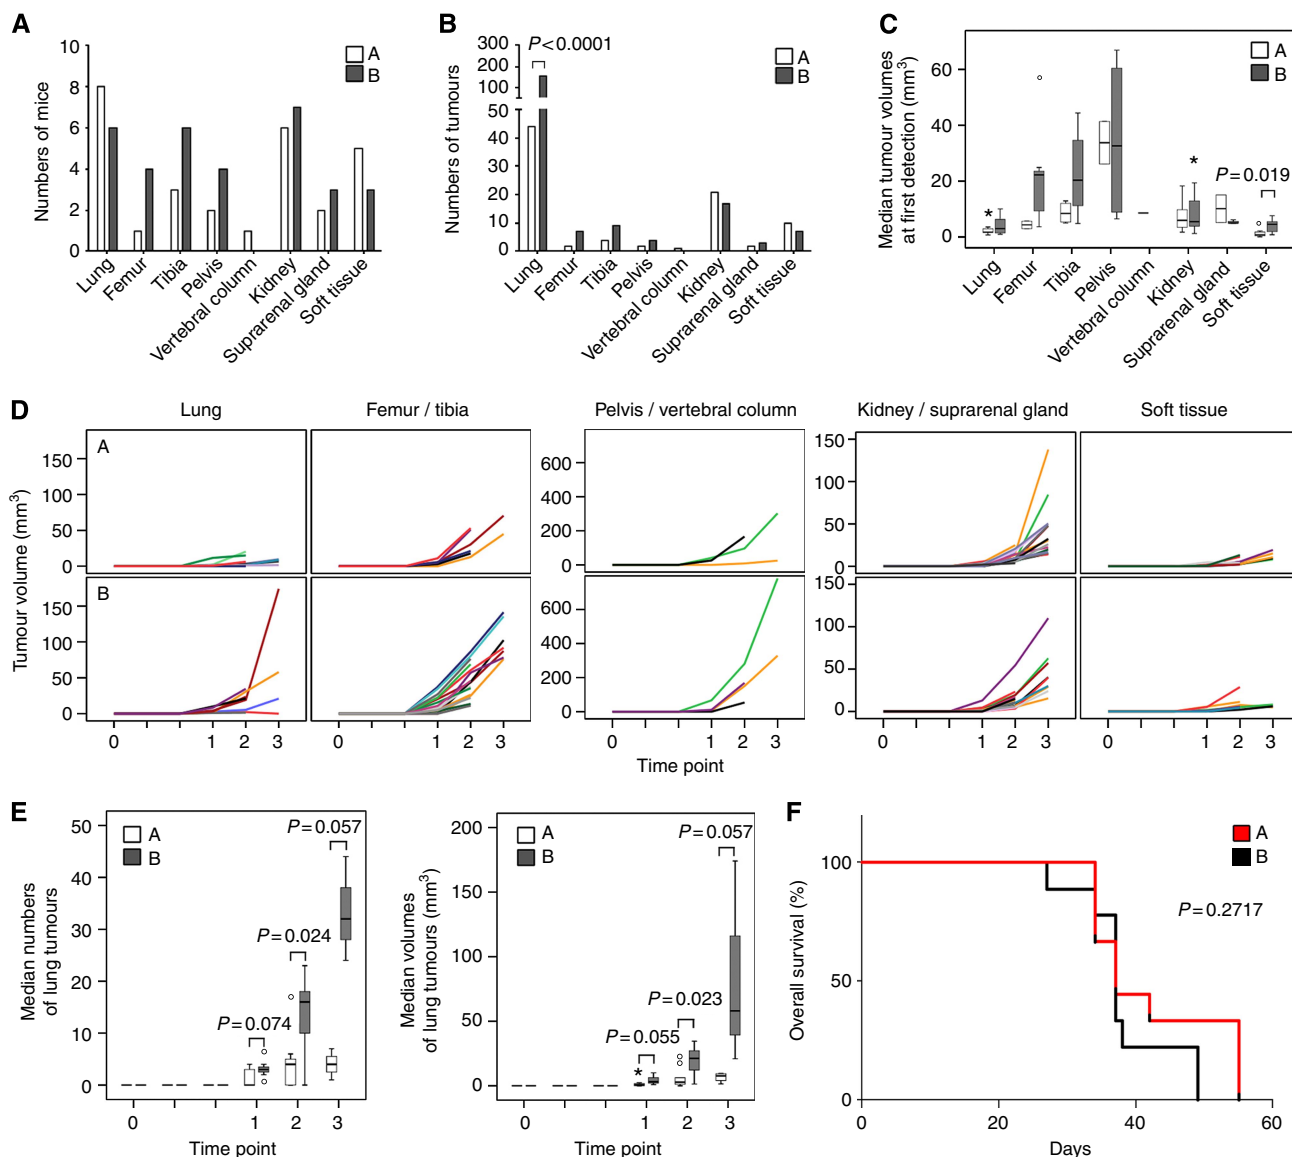 A
Numbers of mice
10
8
6
4
2
0
A
B
Lung
Femur
Tibia
Pelvis
Vertebral column
Kidney
Suprarenal gland
Soft tissue
B
Numbers of tumours
300
200
100
50
40
30
20
10
0
P<0.0001
A
B
Lung
Femur
Tibia
Pelvis
Vertebral column
Kidney
Suprarenal gland
Soft tissue
C
Median tumour volumes
at first detection (mm³)
60
40
20
0
A
B
*
*
P=0.019
Lung
Femur
Tibia
Pelvis
Vertebral column
Kidney
Suprarenal gland
Soft tissue
D
Lung
Femur / tibia
Pelvis / vertebral column
Kidney / suprarenal gland
Soft tissue
Tumour volume (mm³)
A
150
100
50
0
600
400
200
0
150
100
50
0
B
150
100
50
0
600
400
200
0
150
100
50
0
0 1 2 3
0 1 2 3
0 1 2 3
0 1 2 3
0 1 2 3
Time point
E
Median numbers
of lung tumours
50
40
30
20
10
0
A
B
P=0.074
P=0.024
P=0.057
0 1 2 3
Time point
Median volumes
of lung tumours (mm³)
200
150
100
50
0
A
B
*
P=0.055
P=0.023
P=0.057
0 1 2 3
Time point
F
Overall survival (%)
100
50
0
A
B
P=0.2717
0 20 40 60
Days